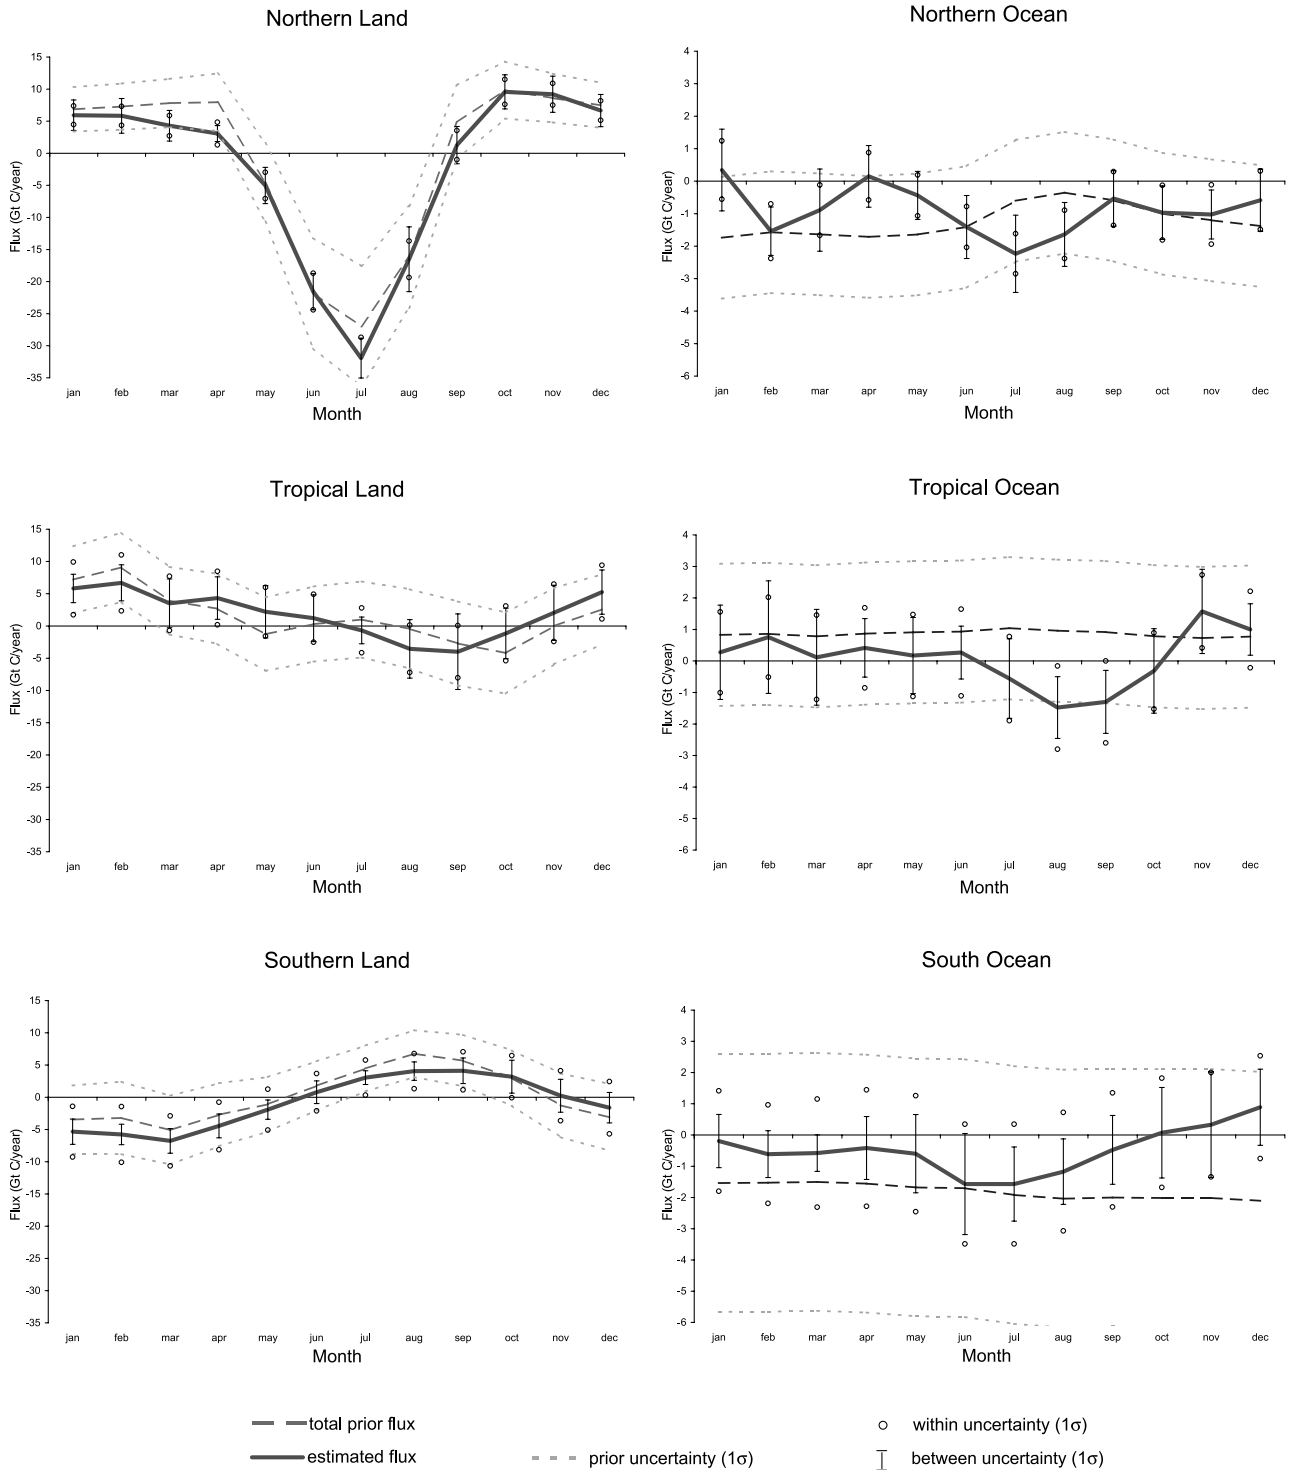 Northern Land
Flux (Gt C/year)
15
10
5
0
-5
-10
-15
-20
-25
-30
-35
jan feb mar apr may jun jul aug sep oct nov dec
Month
Northern Ocean
Flux (Gt C/year)
4
3
2
1
0
-1
-2
-3
-4
-5
-6
jan feb mar apr may jun jul aug sep oct nov dec
Month
Tropical Land
Flux (Gt C/year)
15
10
5
0
-5
-10
-15
-20
-25
-30
-35
jan feb mar apr may jun jul aug sep oct nov dec
Month
Tropical Ocean
Flux (Gt C/year)
4
3
2
1
0
-1
-2
-3
-4
-5
-6
jan feb mar apr may jun jul aug sep oct nov dec
Month
Southern Land
Flux (Gt C/year)
15
10
5
0
-5
-10
-15
-20
-25
-30
-35
jan feb mar apr may jun jul aug sep oct nov dec
Month
South Ocean
Flux (Gt C/year)
4
3
2
1
0
-1
-2
-3
-4
-5
-6
jan feb mar apr may jun jul aug sep oct nov dec
Month
total prior flux
within uncertainty (1σ)
estimated flux
prior uncertainty (1σ)
between uncertainty (1σ)